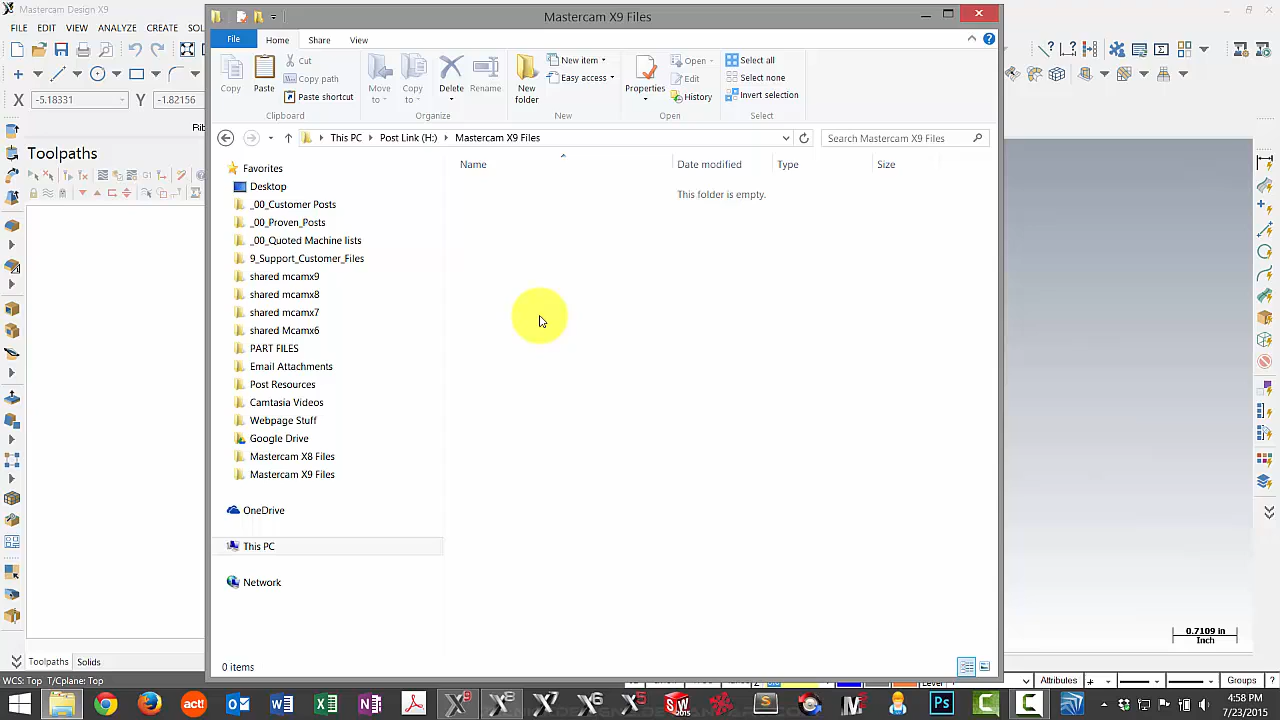 Mastercam Design X9
Mastercam X9 Files
FILE EDIT VIEW ANALYZE CREATE
File Home Share View
Copy Paste Cut
Copy path
Paste shortcut
Clipboard
Move to Copy to Delete Rename
Organize
New folder New item
Easy access
New
Properties Open
Edit
History
Open
Select all
Select none
Invert selection
Select
X -5.18331 Y -1.82156
This PC Post Link (H:) Mastercam X9 Files
Search Mastercam X9 Files
Toolpaths
Name Date modified Type Size
This folder is empty.
Favorites
Desktop
_00_Customer Posts
_00_Proven_Posts
_00_Quoted Machine lists
9_Support_Customer_Files
shared mcamx9
shared mcamx8
shared mcamx7
shared Mcamx6
PART FILES
Email Attachments
Post Resources
Camtasia Videos
Webpage Stuff
Google Drive
Mastercam X8 Files
Mastercam X9 Files
OneDrive
This PC
Network
0.7109 in
Inch
Toolpaths Solids
0 items
WCS: Top T/Cplane: Top
Attributes
Groups
4:58 PM
7/23/2015